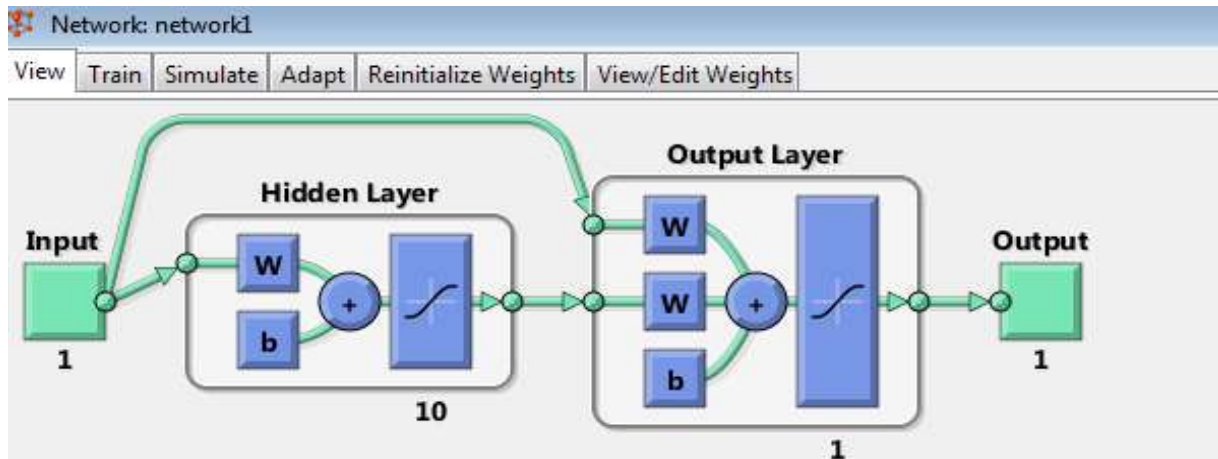 Network: network1
View Train Simulate Adapt Reinitialize Weights View/Edit Weights
Output Layer
Hidden Layer
Input
Output
W
W
W
b
b
+
+
1
10
1
1